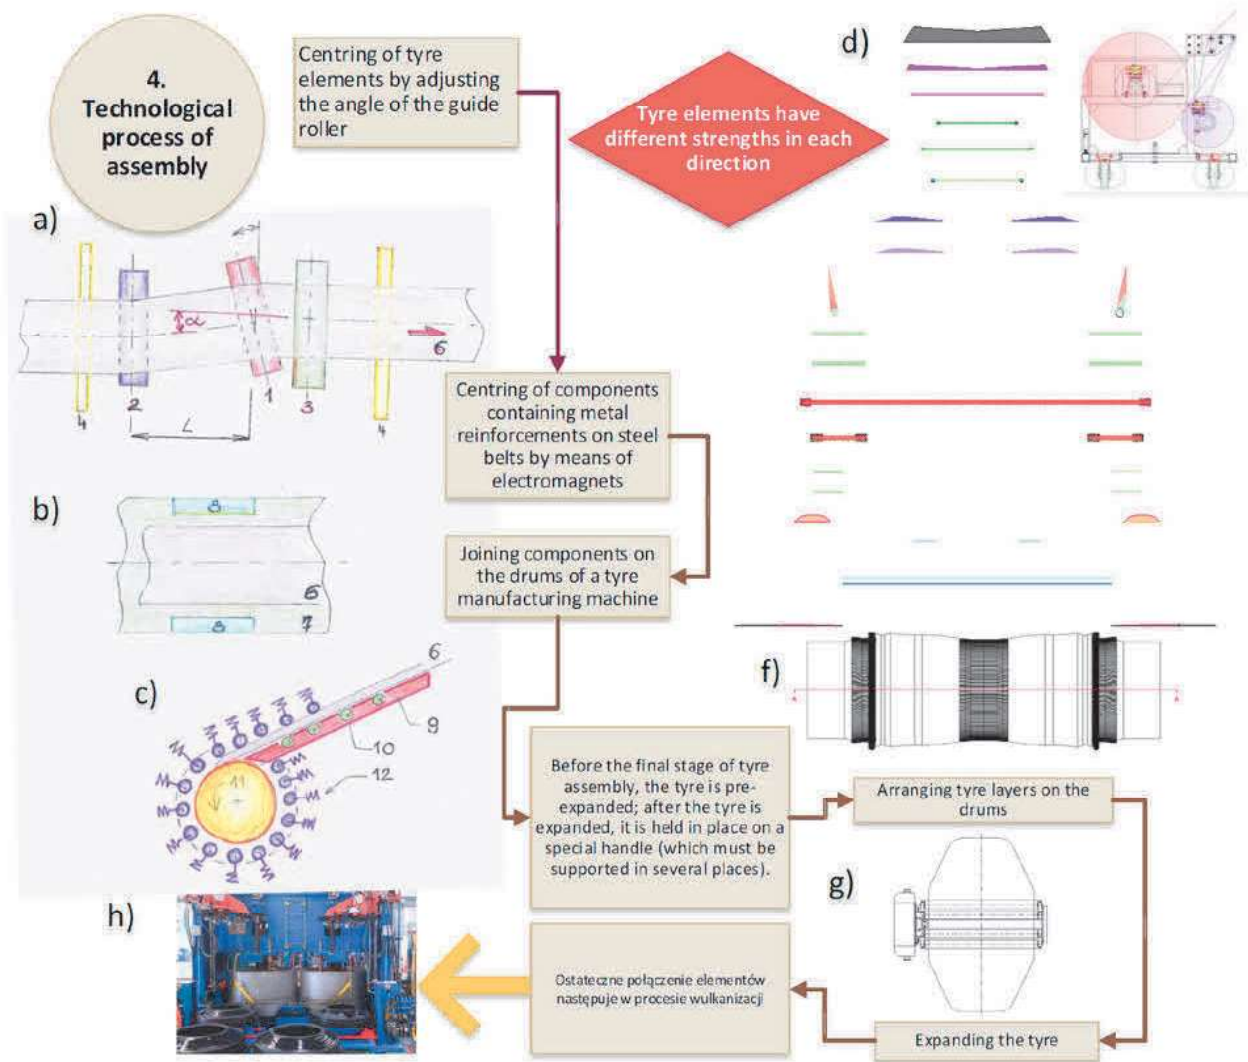 4.
Technological
process of
assembly
Centring of tyre
elements by adjusting
the angle of the guide
roller
Tyre elements have
different strengths in each
direction
d)
a)
α
6
2
1
3
4
L
4
Centring of components
containing metal
reinforcements on steel
belts by means of
electromagnets
b)
8
6
8
7
Joining components on
the drums of a tyre
manufacturing machine
c)
6
9
10
11
12
f)
Before the final stage of tyre
assembly, the tyre is pre-
expanded; after the tyre is
expanded, it is held in place on a
special handle (which must be
supported in several places).
Arranging tyre layers on the
drums
g)
h)
Ostateczne połączenie elementów
następuje w procesie wulkanizacji
Expanding the tyre